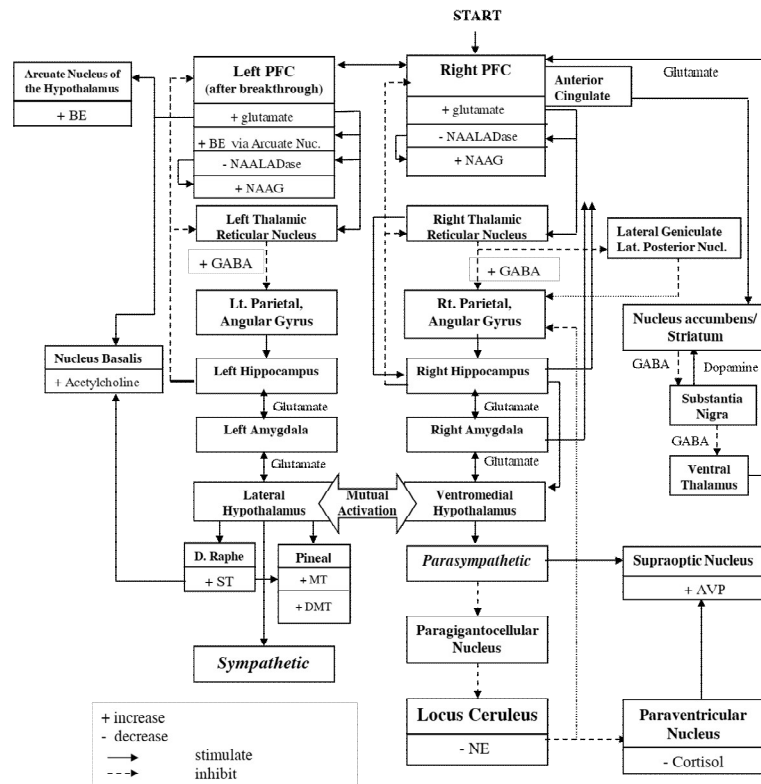 START
Arcuate Nucleus of
the Hypothalamus
+ BE
Left PFC
(after breakthrough)
+ glutamate
+ BE via Arcuate Nuc.
- NAALADase
+ NAAG
Right PFC
+ glutamate
- NAALADase
+ NAAG
Anterior
Cingulate
Glutamate
Left Thalamic
Reticular Nucleus
Right Thalamic
Reticular Nucleus
Lateral Geniculate
Lat. Posterior Nucl.
+ GABA
+ GABA
Lt. Parietal,
Angular Gyrus
Rt. Parietal,
Angular Gyrus
Nucleus accumbens/
Striatum
Nucleus Basalis
+ Acetylcholine
Left Hippocampus
Right Hippocampus
GABA
Dopamine
Glutamate
Glutamate
Substantia
Nigra
Left Amygdala
Right Amygdala
GABA
Glutamate
Glutamate
Ventral
Thalamus
Lateral
Hypothalamus
Mutual
Activation
Ventromedial
Hypothalamus
D. Raphe
+ ST
Pineal
+ MT
+ DMT
Parasympathetic
Supraoptic Nucleus
+ AVP
Sympathetic
Paragigantocellular
Nucleus
Locus Ceruleus
- NE
Paraventricular
Nucleus
- Cortisol
+ increase
- decrease
stimulate
inhibit